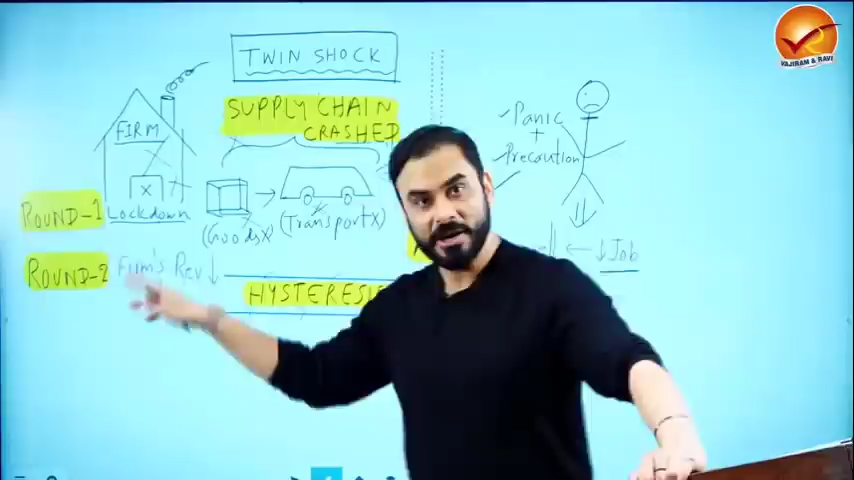 TWIN SHOCK
SUPPLY CHAIN
CRASHED
FIRM
X
Lockdown
(Goods X)
(Transport X)
Panic
+
Precaution
ROUND-1
ROUND-2
Firm's Rev ↓
HYSTERESI
← ↓ Job
VAJIRAM & RAVI